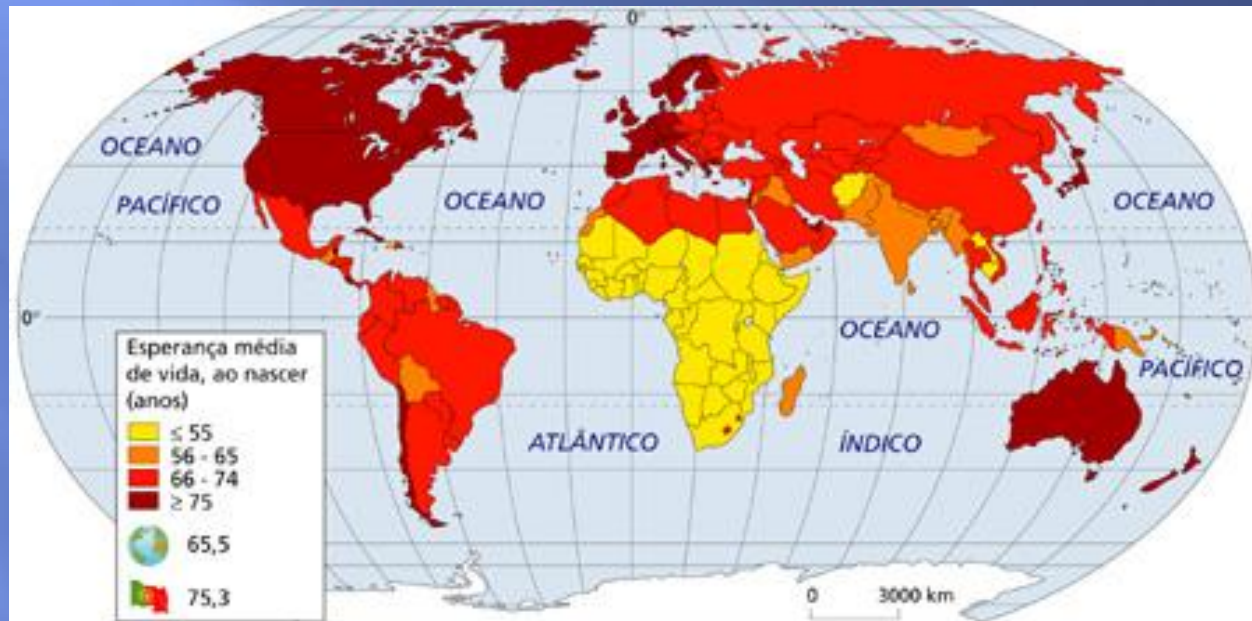 0°
OCEANO
PACÍFICO
OCEANO
OCEANO
0°
OCEANO
PACÍFICO
ATLÂNTICO
ÍNDICO
Esperança média
de vida, ao nascer
(anos)
≤ 55
56 - 65
66 - 74
≥ 75
65,5
75,3
0 3000 km